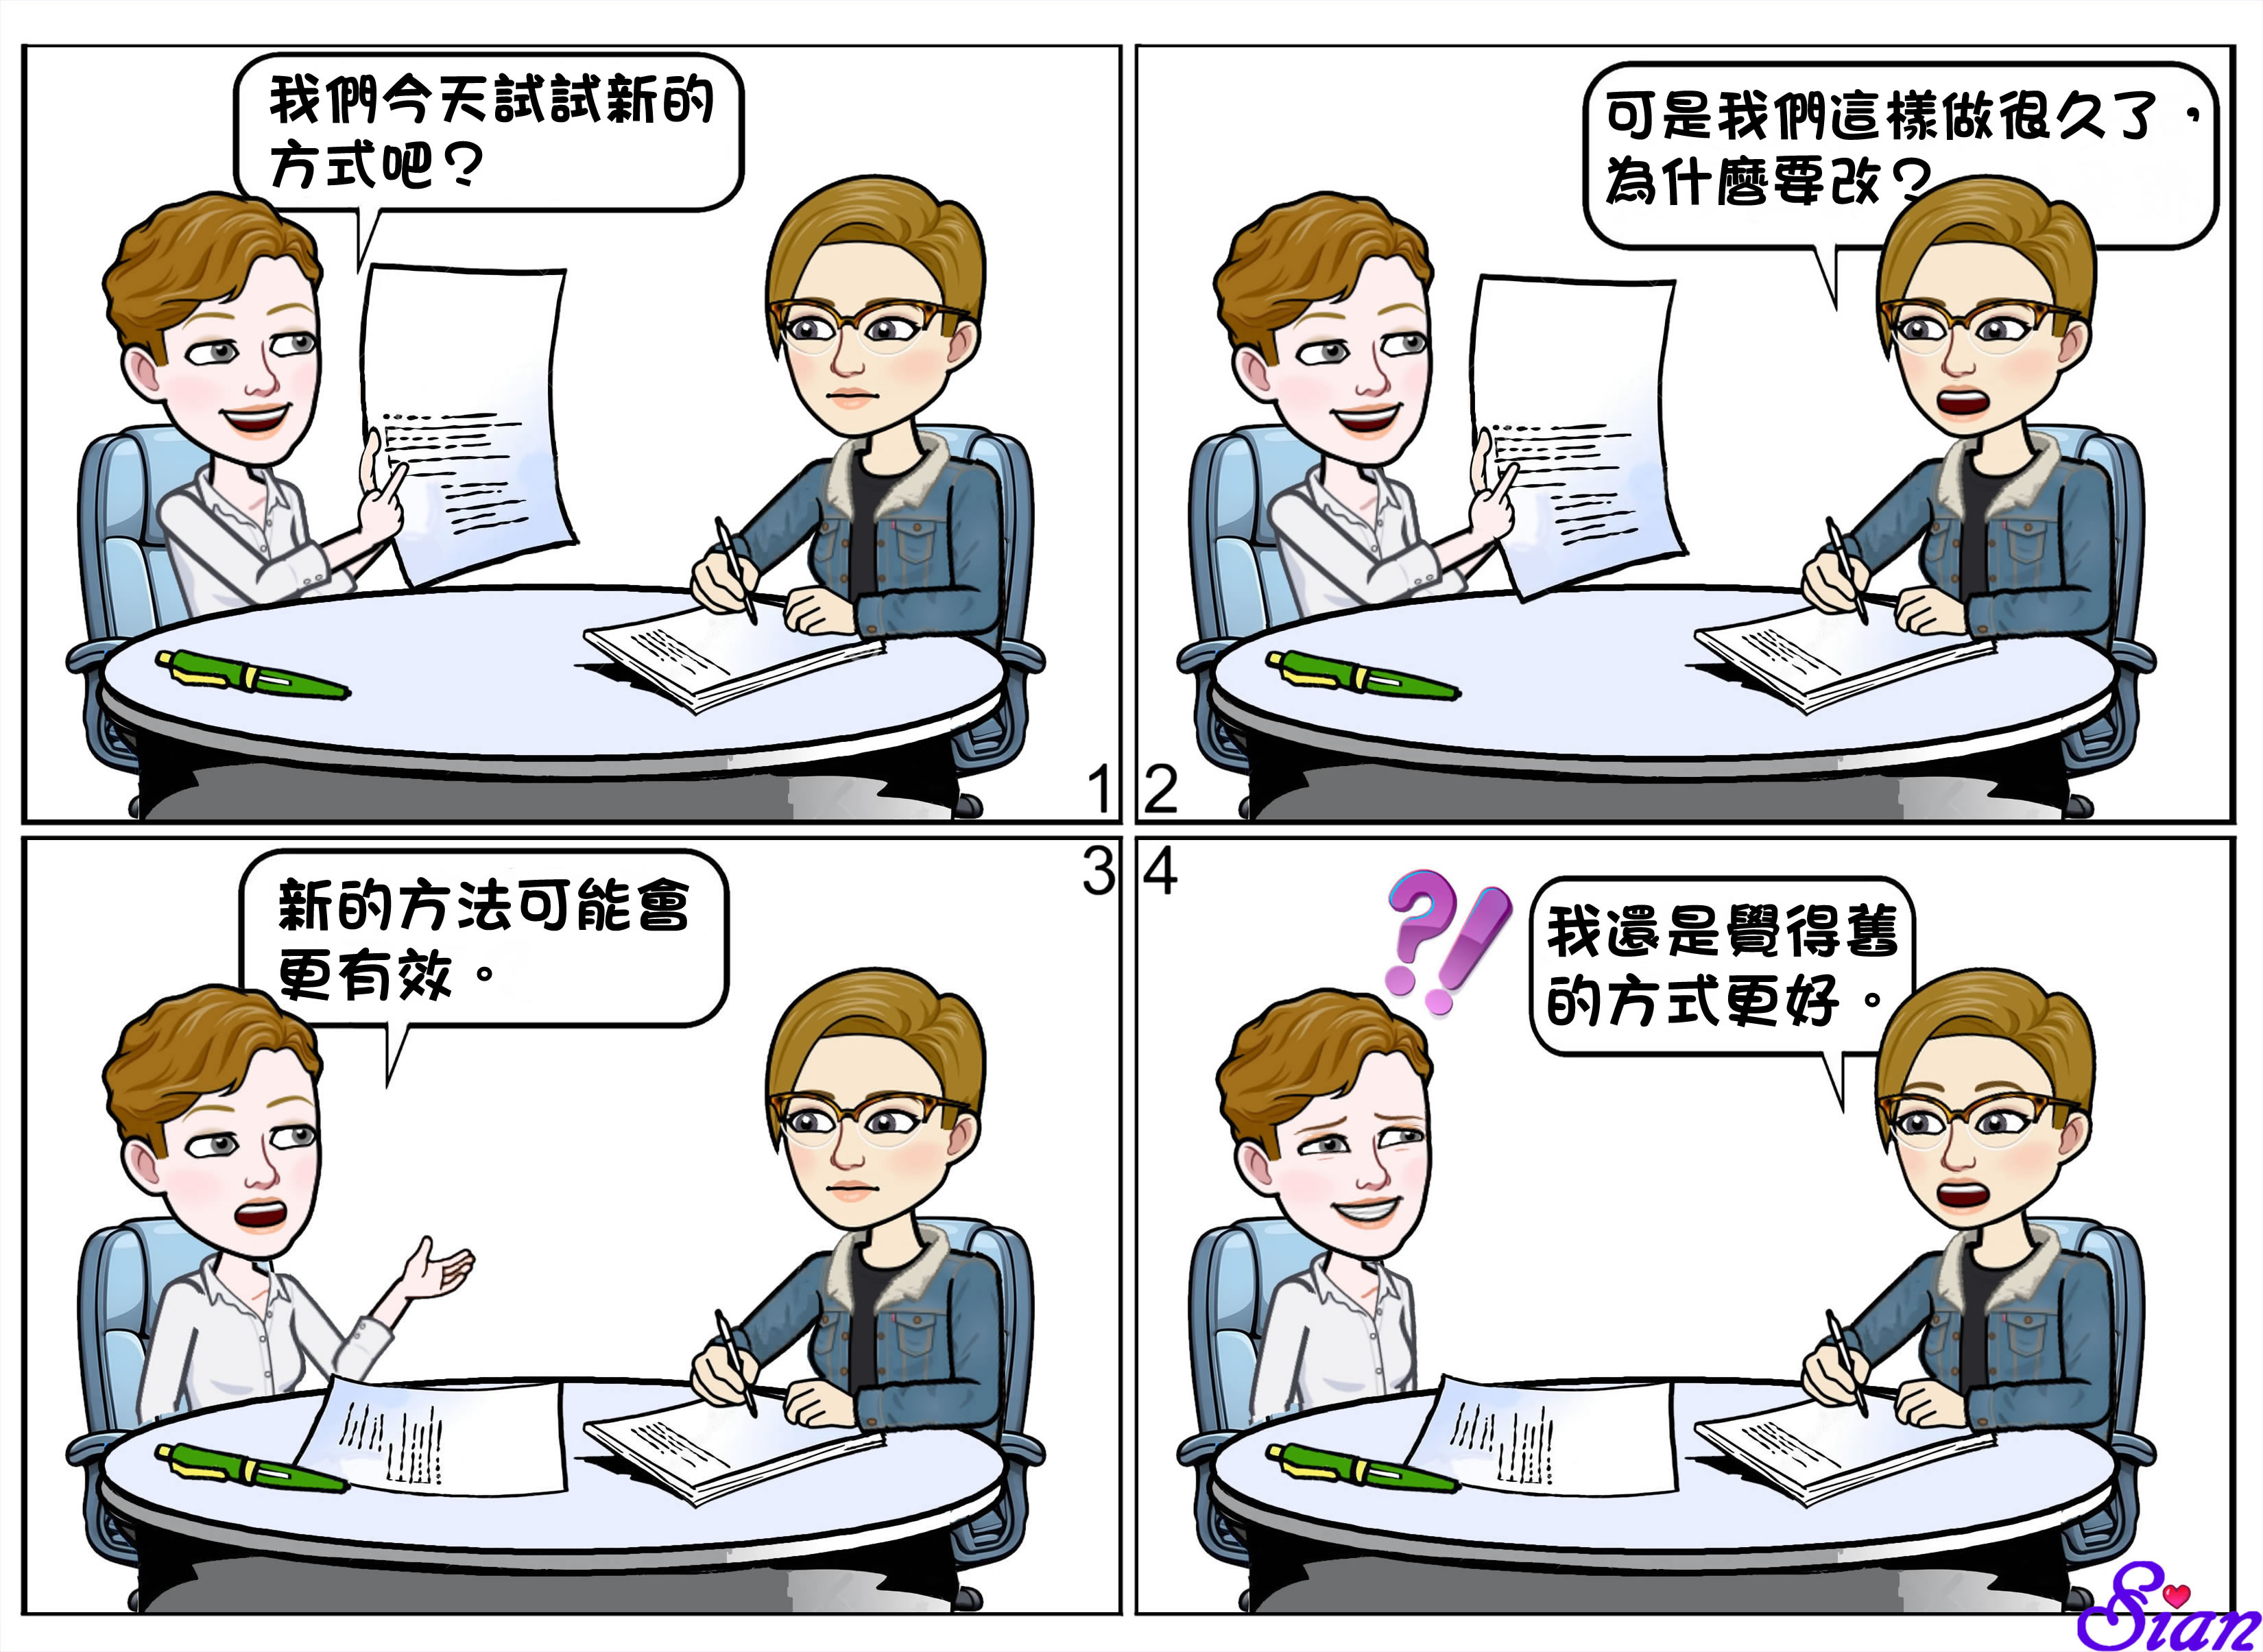 我們今天試試新的
方式吧？
1
可是我們這樣做很久了，
為什麼要改？
2
新的方法可能會
更有效。
3
?!
我還是覺得舊
的方式更好。
4
Sian